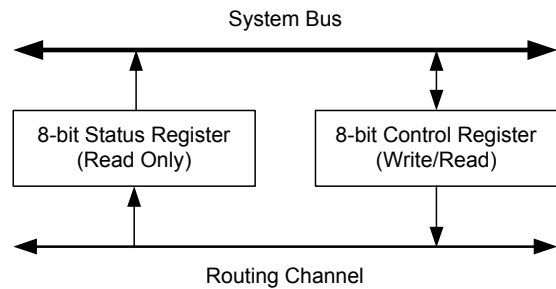 System Bus
8-bit Status Register
(Read Only)
8-bit Control Register
(Write/Read)
Routing Channel